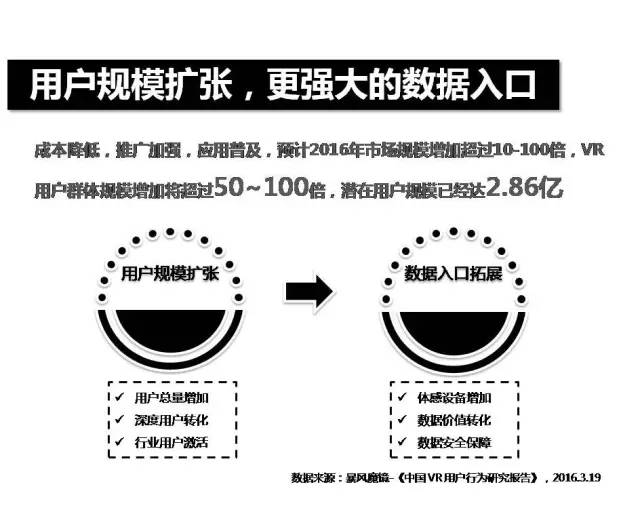 用户规模扩张，更强大的数据入口
成本降低，推广加强，应用普及，预计2016年市场规模增加超过10-100倍，VR
用户群体规模增加将超过50~100倍，潜在用户规模已经达2.86亿
用户规模扩张
数据入口拓展
✓ 用户总量增加
✓ 深度用户转化
✓ 行业用户激活
✓ 体感设备增加
✓ 数据价值转化
✓ 数据安全保障
数据来源：暴风魔镜-《中国VR用户行为研究报告》，2016.3.19